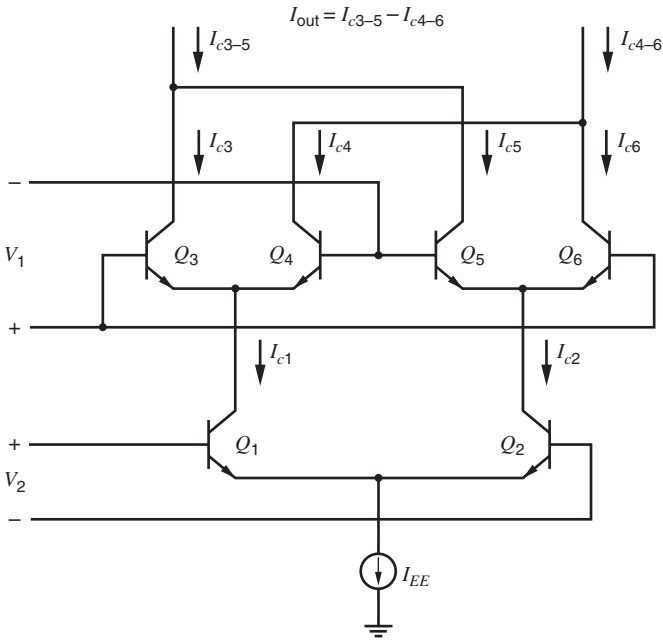 I_out = I_c3–5 − I_c4–6
I_c3–5
I_c4–6
I_c3
I_c4
I_c5
I_c6
−
V_1
Q_3
Q_4
Q_5
Q_6
+
I_c1
I_c2
+
Q_1
Q_2
V_2
−
I_EE